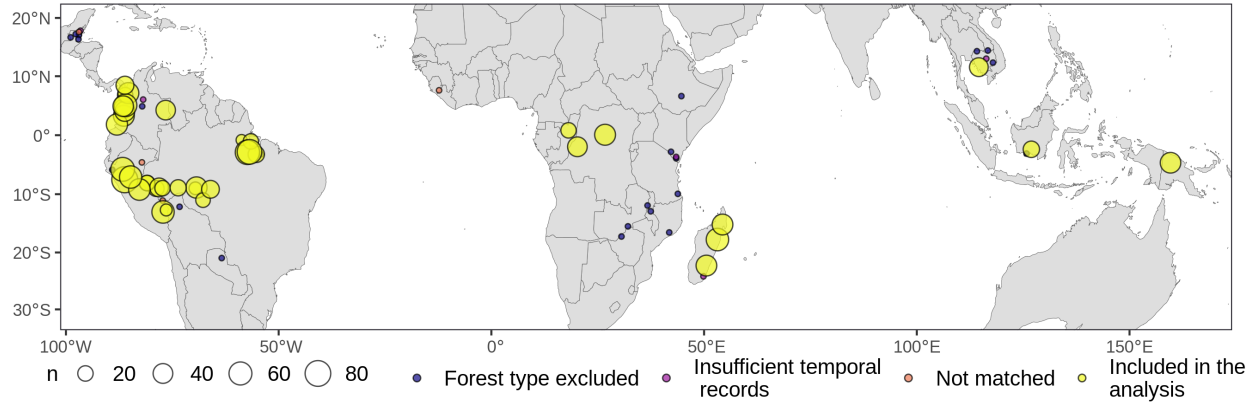 20°N
10°N
0°
10°S
20°S
30°S
100°W 50°W 0° 50°E 100°E 150°E
n 20 40 60 80 Forest type excluded Insufficient temporal records Not matched Included in the analysis